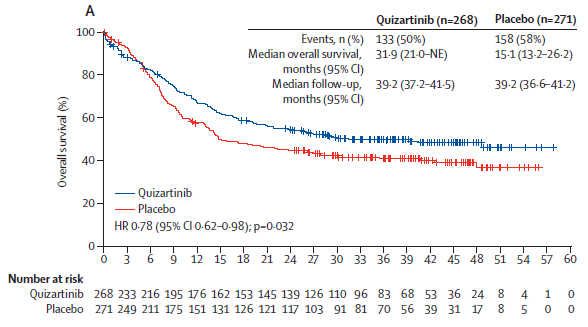 A
Quizartinib (n=268) Placebo (n=271)
Events, n (%) 133 (50%) 158 (58%)
Median overall survival, 31·9 (21·0–NE) 15·1 (13·2–26·2)
months (95% CI)
Median follow-up, 39·2 (37·2–41·5) 39·2 (36·6–41·2)
months (95% CI)
Overall survival (%)
100
80
60
40
20
0
Quizartinib
Placebo
HR 0·78 (95% CI 0·62–0·98); p=0·032
0 3 6 9 12 15 18 21 24 27 30 33 36 39 42 45 48 51 54 57 60
Number at risk
Quizartinib 268 233 216 195 176 162 153 145 139 126 110 96 83 68 53 36 24 8 4 1 0
Placebo 271 249 211 175 151 131 126 121 117 103 91 81 70 56 39 31 17 8 5 0 0